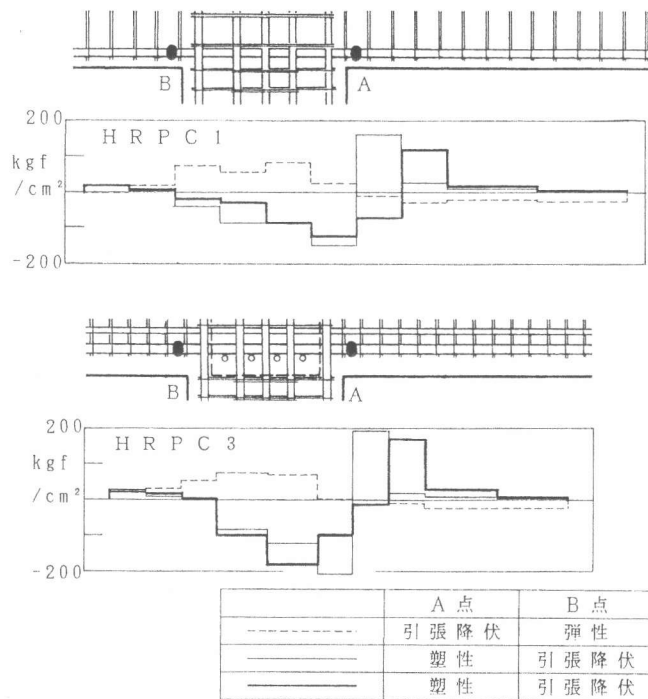 B A
200
HRPC1
kgf
/cm²
-200
B A
200
HRPC3
kgf
/cm²
-200
A点 B点
引張降伏 弾性
塑性 引張降伏
塑性 引張降伏